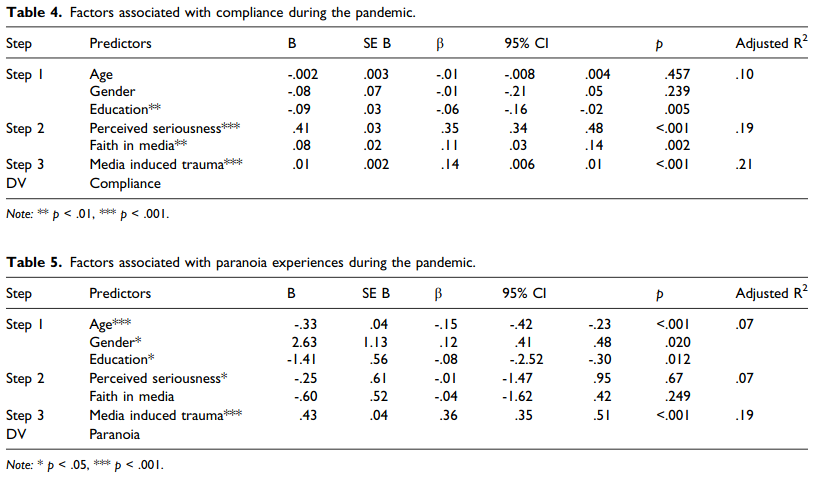 Table 4. Factors associated with compliance during the pandemic.
Step Predictors B SE B β 95% CI p Adjusted R²
Step 1 Age -.002 .003 -.01 -.008 .004 .457 .10
Gender -.08 .07 -.01 -.21 .05 .239
Education** -.09 .03 -.06 -.16 -.02 .005
Step 2 Perceived seriousness*** .41 .03 .35 .34 .48 <.001 .19
Faith in media** .08 .02 .11 .03 .14 .002
Step 3 Media induced trauma*** .01 .002 .14 .006 .01 <.001 .21
DV Compliance
Note: ** p < .01, *** p < .001.
Table 5. Factors associated with paranoia experiences during the pandemic.
Step Predictors B SE B β 95% CI p Adjusted R²
Step 1 Age*** -.33 .04 -.15 -.42 -.23 <.001 .07
Gender* 2.63 1.13 .12 .41 .48 .020
Education* -1.41 .56 -.08 -.2.52 -.30 .012
Step 2 Perceived seriousness* -.25 .61 -.01 -1.47 .95 .67 .07
Faith in media -.60 .52 -.04 -1.62 .42 .249
Step 3 Media induced trauma*** .43 .04 .36 .35 .51 <.001 .19
DV Paranoia
Note: * p < .05, *** p < .001.